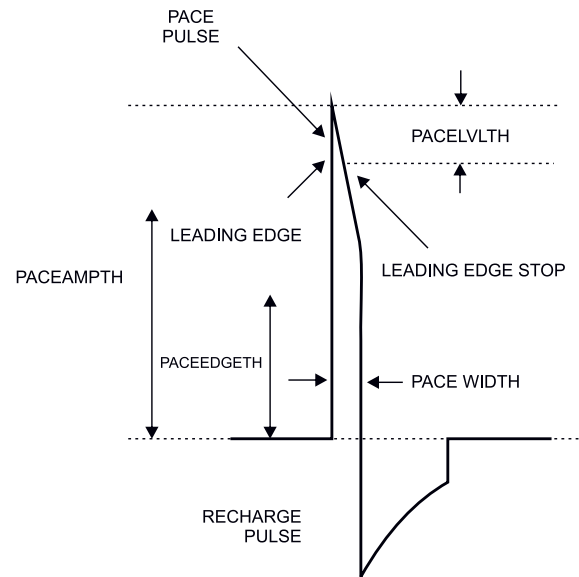 PACE
PULSE
PACELVLTH
LEADING EDGE
LEADING EDGE STOP
PACEAMPTH
PACEEDGETH
PACE WIDTH
RECHARGE
PULSE